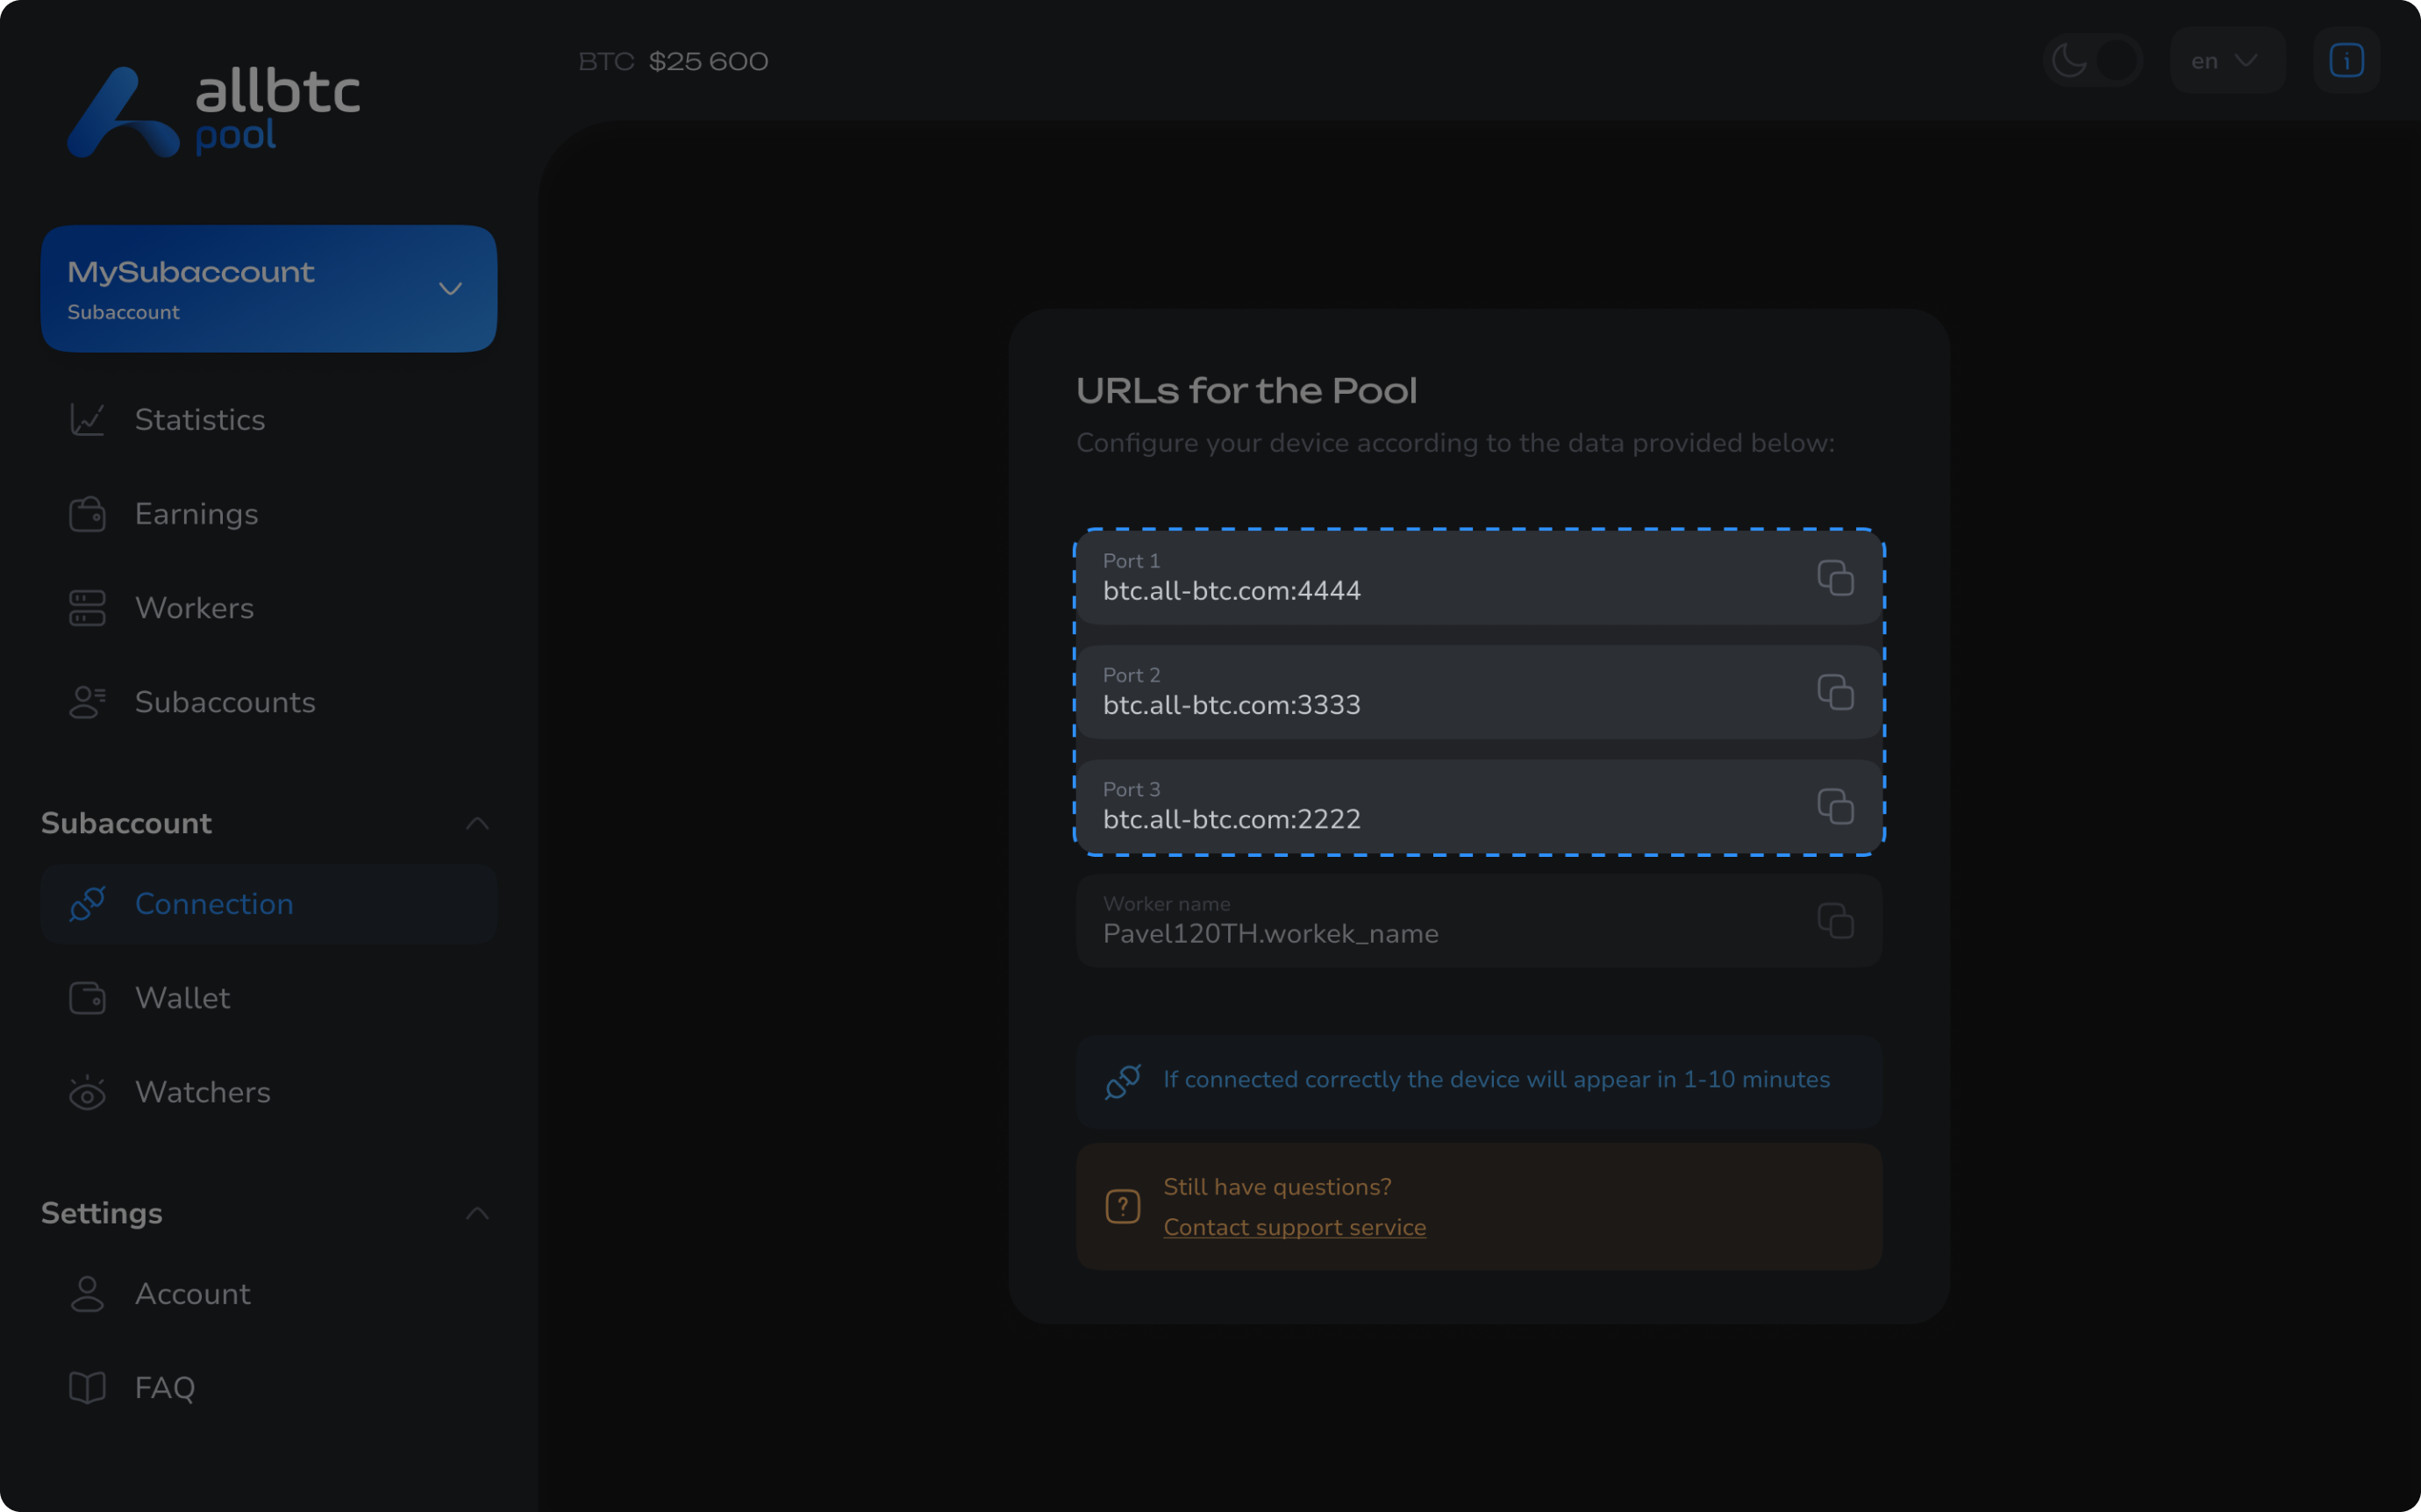 allbtc
pool
BTC $25 600
en
MySubaccount
Subaccount
Statistics
Earnings
Workers
Subaccounts
Subaccount
Connection
Wallet
Watchers
Settings
Account
FAQ
URLs for the Pool
Configure your device according to the data provided below:
Port 1
btc.all-btc.com:4444
Port 2
btc.all-btc.com:3333
Port 3
btc.all-btc.com:2222
Worker name
Pavel120TH.workek_name
If connected correctly the device will appear in 1-10 minutes
Still have questions?
Contact support service